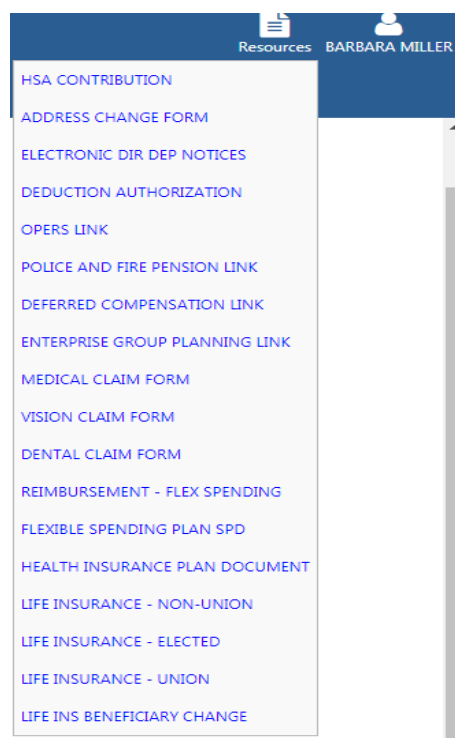 Resources BARBARA MILLER
HSA CONTRIBUTION
ADDRESS CHANGE FORM
ELECTRONIC DIR DEP NOTICES
DEDUCTION AUTHORIZATION
OPERS LINK
POLICE AND FIRE PENSION LINK
DEFERRED COMPENSATION LINK
ENTERPRISE GROUP PLANNING LINK
MEDICAL CLAIM FORM
VISION CLAIM FORM
DENTAL CLAIM FORM
REIMBURSEMENT - FLEX SPENDING
FLEXIBLE SPENDING PLAN SPD
HEALTH INSURANCE PLAN DOCUMENT
LIFE INSURANCE - NON-UNION
LIFE INSURANCE - ELECTED
LIFE INSURANCE - UNION
LIFE INS BENEFICIARY CHANGE